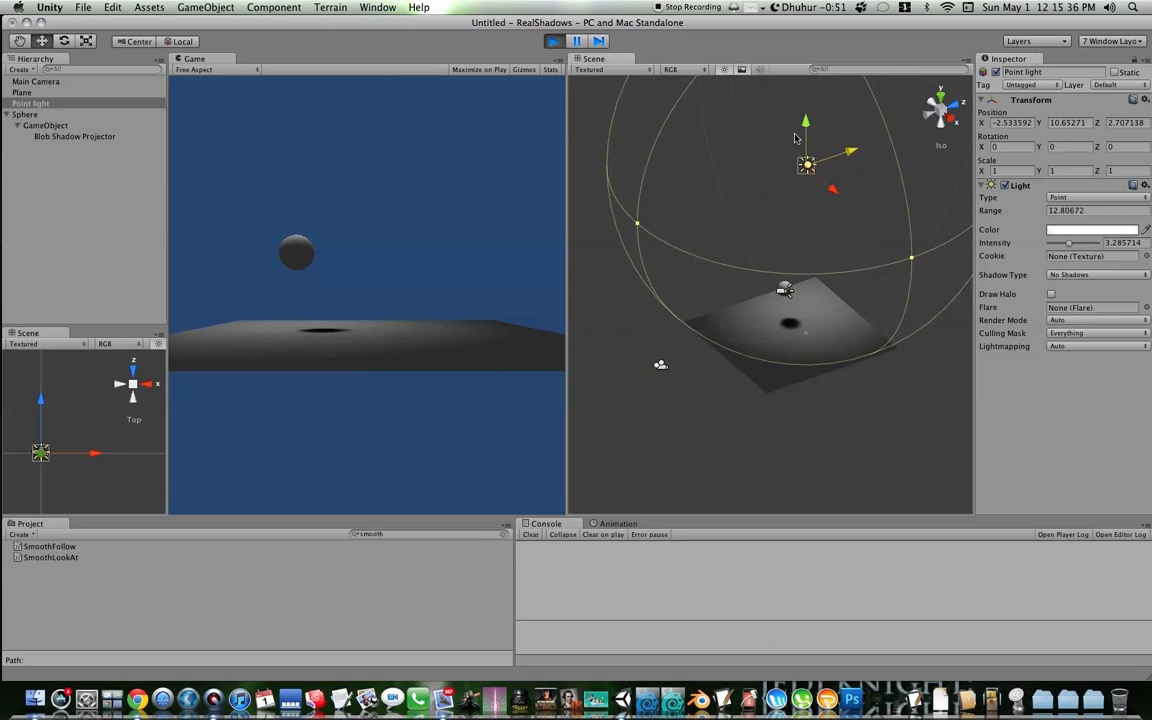 Unity File Edit Assets GameObject Component Terrain Window Help
Stop Recording Dhuhur -0:51 1 Sun May 1 12 15 36 PM
Untitled - RealShadows - PC and Mac Standalone
Center Local Layers 7 Window Layo
Hierarchy
Create All
Main Camera
Plane
Point light
Sphere
GameObject
Blob Shadow Projector
Game
Free Aspect Maximize on Play Gizmos Stats
Scene
Textured RGB All
y
z
x
Iso
Inspector
Point light Static
Tag Untagged Layer Default
Transform
Position
X -2.533592 Y 10.65271 Z 2.707138
Rotation
X 0 Y 0 Z 0
Scale
X 1 Y 1 Z 1
Light
Type Point
Range 12.80672
Color
Intensity 3.285714
Cookie None (Texture)
Shadow Type No Shadows
Draw Halo
Flare None (Flare)
Render Mode Auto
Culling Mask Everything
Lightmapping Auto
Scene
Textured RGB
z
x
Top
Project
Create smooth
SmoothFollow
SmoothLookAt
Path:
Console Animation
Clear Collapse Clear on play Error pause Open Player Log Open Editor Log